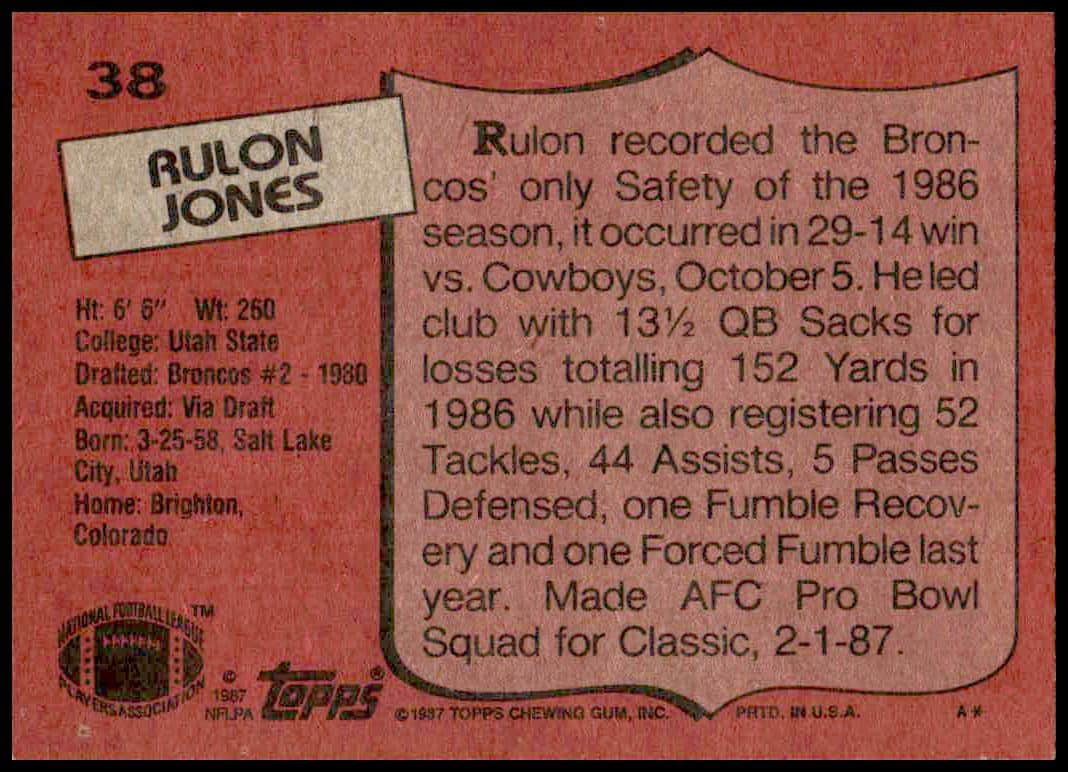 38
RULON
JONES
Ht: 6' 6" Wt: 260
College: Utah State
Drafted: Broncos #2 - 1980
Acquired: Via Draft
Born: 3-25-58, Salt Lake
City, Utah
Home: Brighton,
Colorado
Rulon recorded the Bron-
cos' only Safety of the 1986
season, it occurred in 29-14 win
vs. Cowboys, October 5. He led
club with 13½ QB Sacks for
losses totalling 152 Yards in
1986 while also registering 52
Tackles, 44 Assists, 5 Passes
Defensed, one Fumble Recov-
ery and one Forced Fumble last
year. Made AFC Pro Bowl
Squad for Classic, 2-1-87.
NATIONAL FOOTBALL LEAGUE ™
PLAYERS ASSOCIATION
©
1987
NFLPA
topps®
©1987 TOPPS CHEWING GUM, INC. PRTD. IN U.S.A. A*